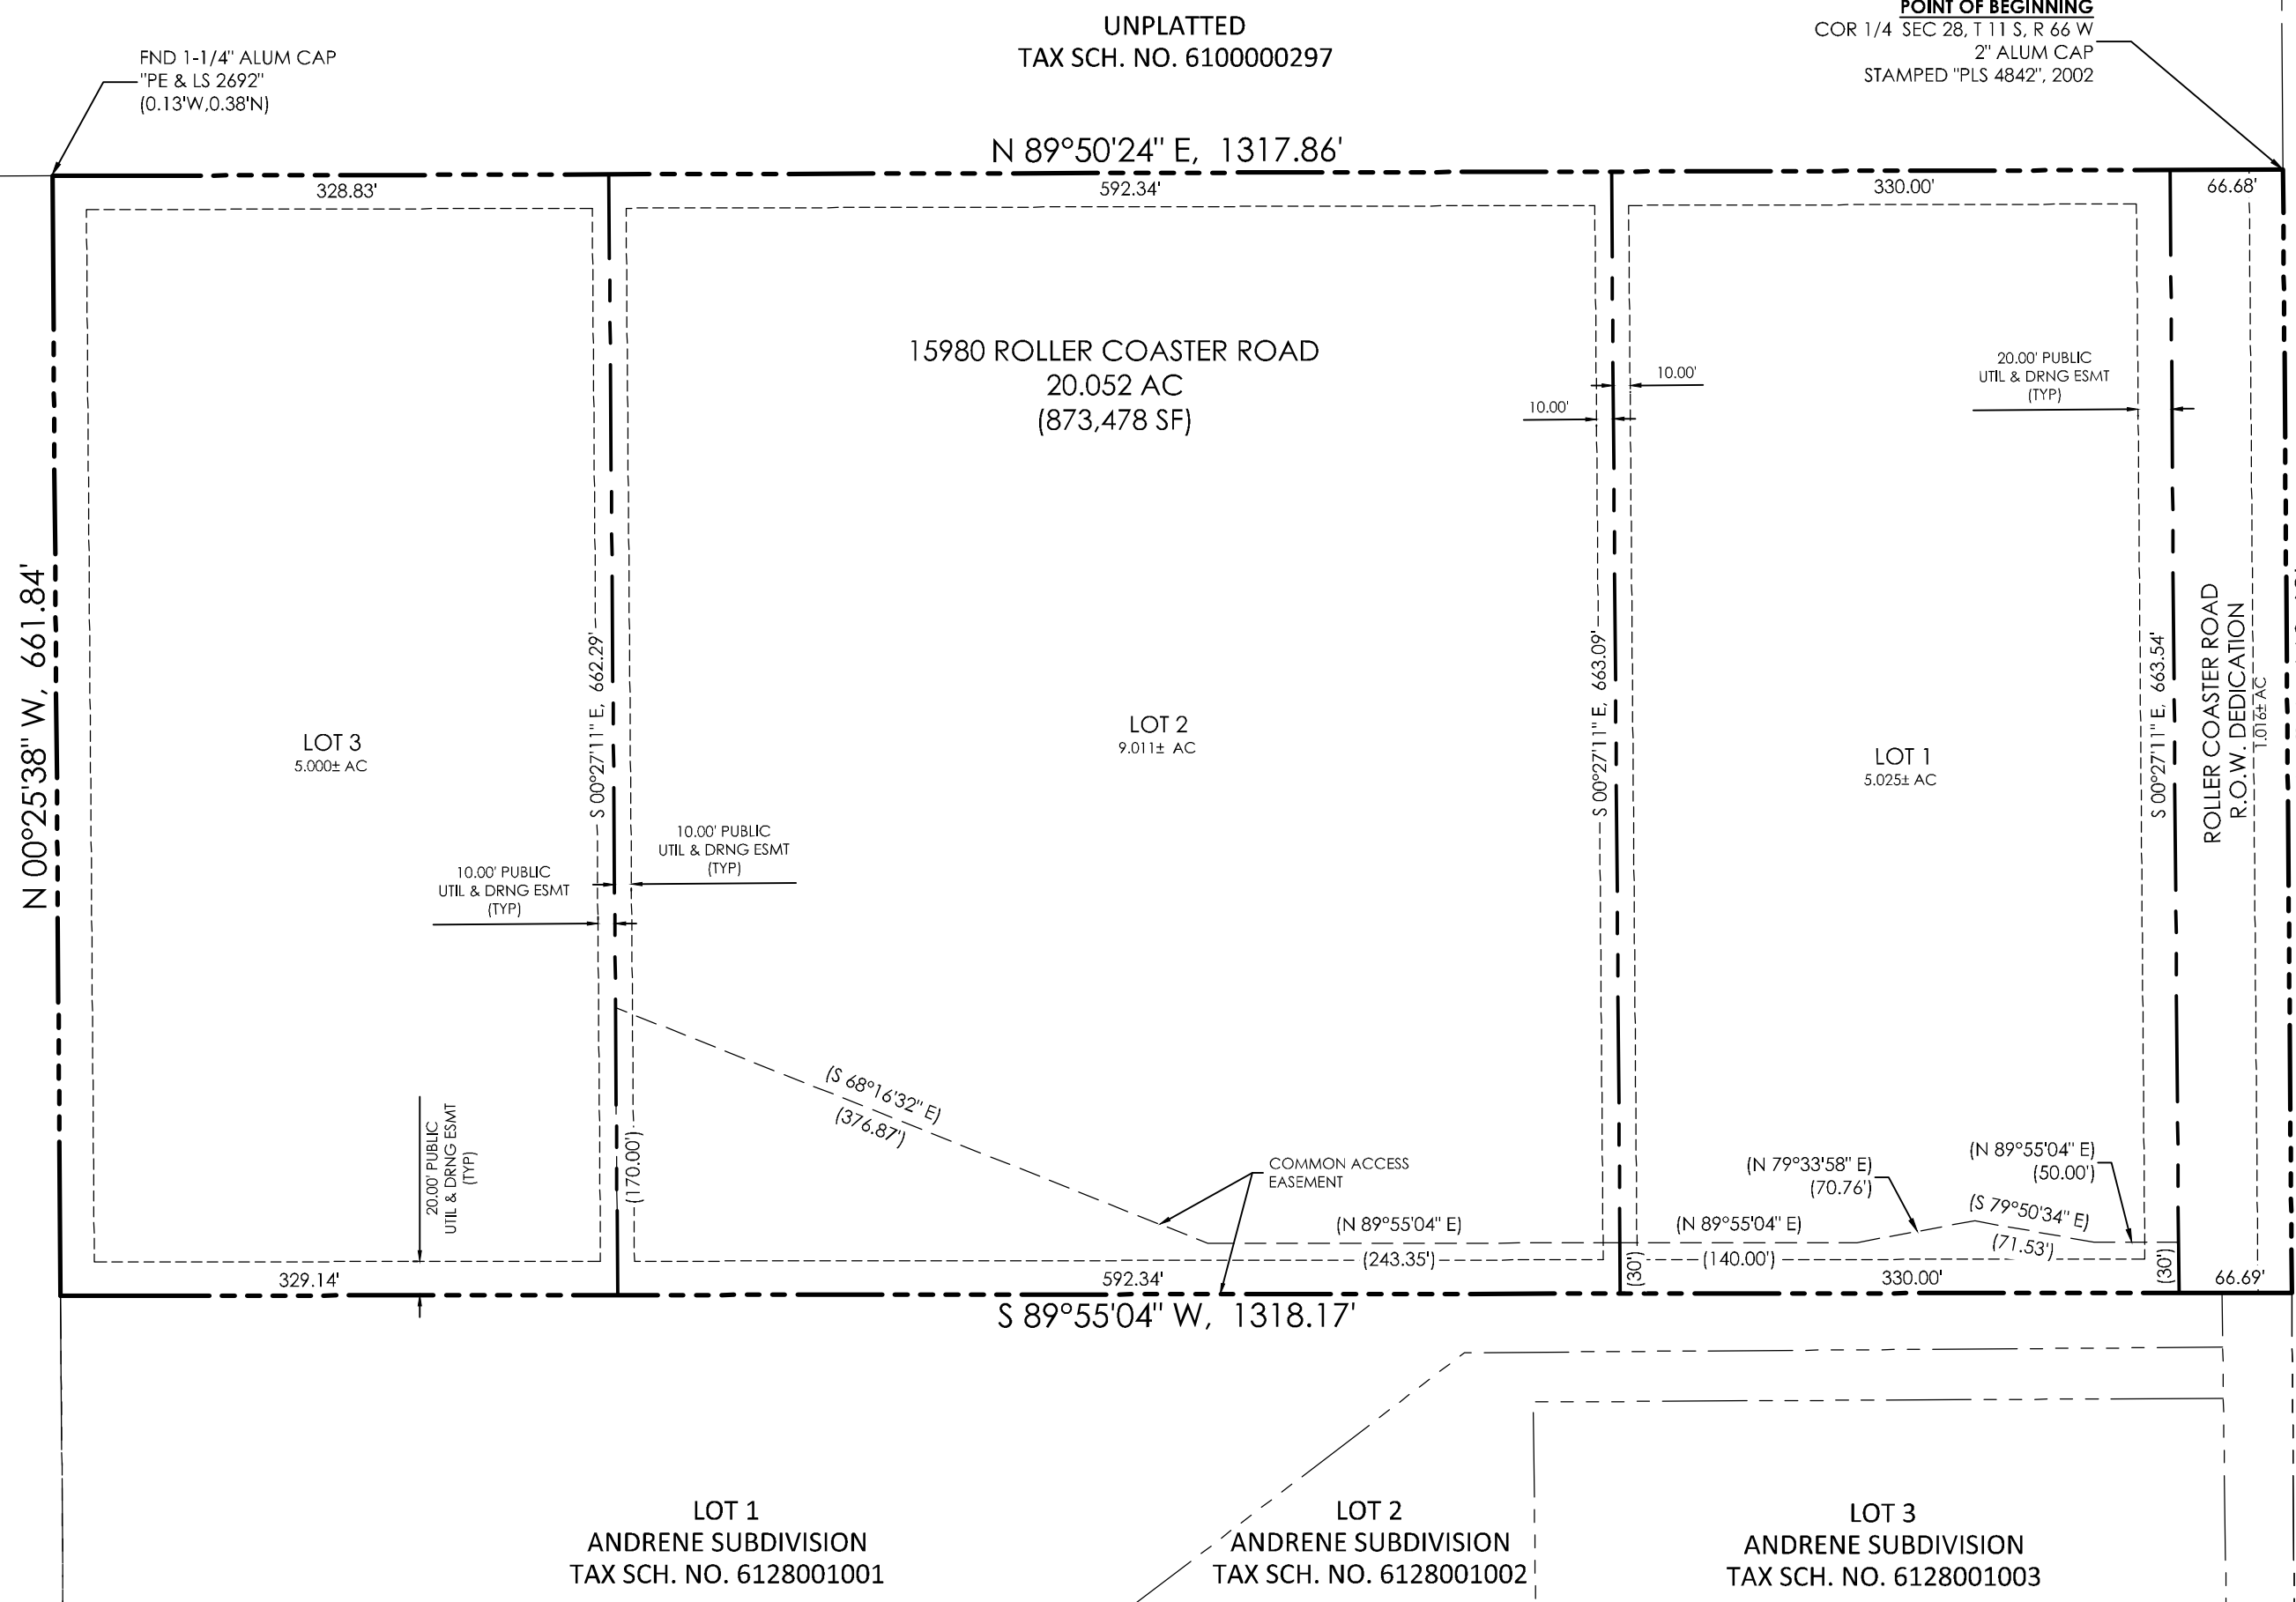 UNPLATTED
TAX SCH. NO. 6100000297
POINT OF BEGINNING
COR 1/4 SEC 28, T 11 S, R 66 W
2" ALUM CAP
STAMPED "PLS 4842", 2002
FND 1-1/4" ALUM CAP
"PE & LS 2692"
(0.13'W,0.38'N)
N 89°50'24" E, 1317.86'
328.83'
592.34'
330.00'
66.68'
15980 ROLLER COASTER ROAD
20.052 AC
(873,478 SF)
10.00'
10.00'
20.00' PUBLIC
UTIL & DRNG ESMT
(TYP)
N 00°25'38" W, 661.84'
S 00°27'11" E, 662.29'
S 00°27'11" E, 663.09'
S 00°27'11" E, 663.54'
ROLLER COASTER ROAD
R.O.W. DEDICATION
1.016± AC
LOT 3
5.000± AC
LOT 2
9.011± AC
LOT 1
5.025± AC
10.00' PUBLIC
UTIL & DRNG ESMT
(TYP)
10.00' PUBLIC
UTIL & DRNG ESMT
(TYP)
(S 68°16'32" E)
(376.87')
20.00' PUBLIC
UTIL & DRNG ESMT
(TYP)
(170.00')
COMMON ACCESS
EASEMENT
(N 79°33'58" E)
(70.76')
(N 89°55'04" E)
(50.00')
(N 89°55'04" E)
(243.35')
(N 89°55'04" E)
(140.00')
(S 79°50'34" E)
(71.53')
(30')
(30')
329.14'
592.34'
330.00'
66.69'
S 89°55'04" W, 1318.17'
LOT 1
ANDRENE SUBDIVISION
TAX SCH. NO. 6128001001
LOT 2
ANDRENE SUBDIVISION
TAX SCH. NO. 6128001002
LOT 3
ANDRENE SUBDIVISION
TAX SCH. NO. 6128001003